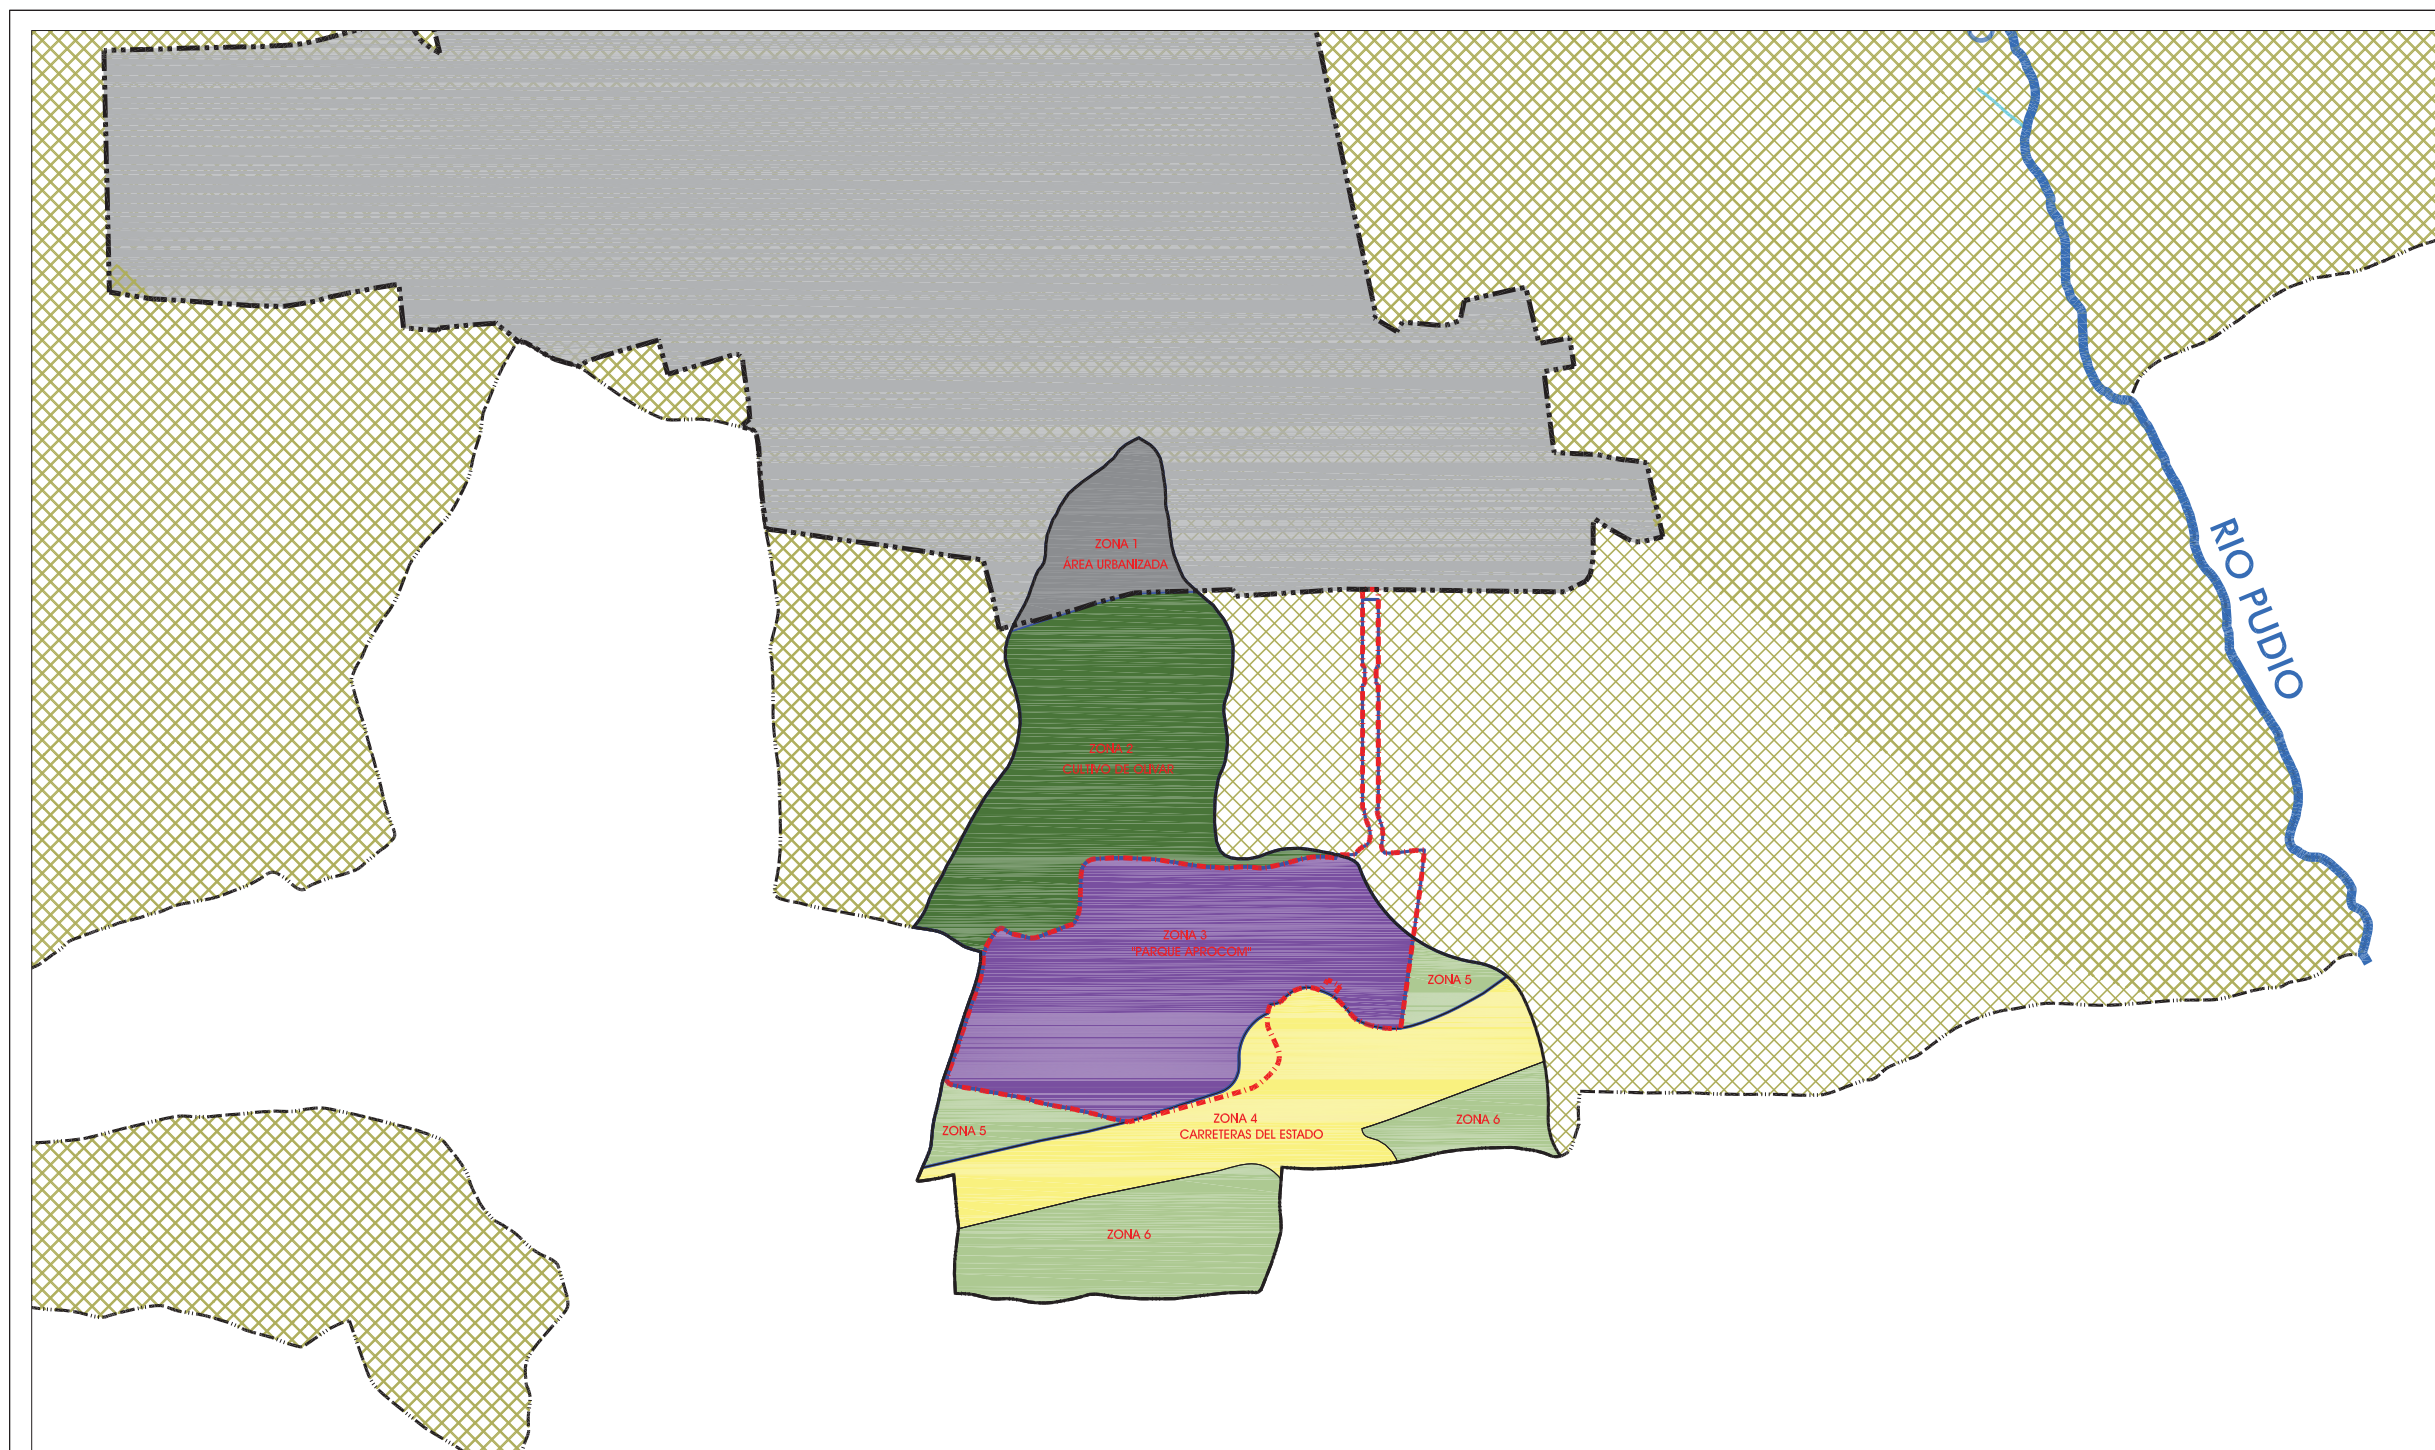 ZONA 1
ÁREA URBANIZADA
RIO PUDIO
ZONA 2
CULTIVO DE OLIVAR
ZONA 3
"PARQUE APROCOM"
ZONA 5
ZONA 4
CARRETERAS DEL ESTADO
ZONA 6
ZONA 5
ZONA 6